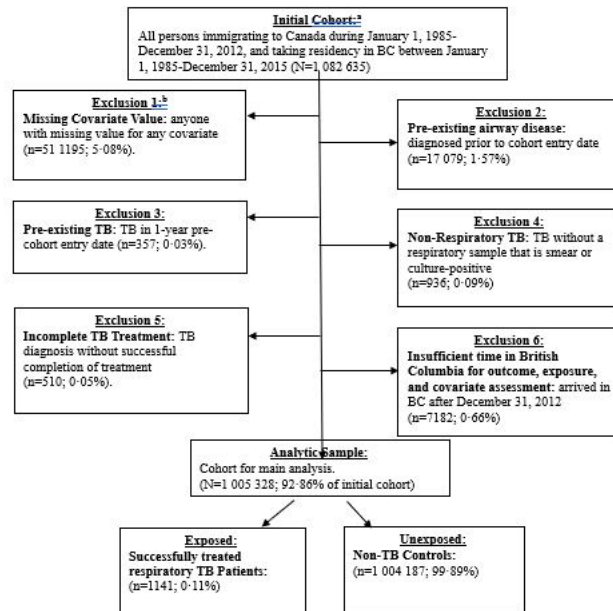 Initial Cohort:a
All persons immigrating to Canada during January 1, 1985-
December 31, 2012, and taking residency in BC between January
1, 1985-December 31, 2015 (N=1 082 635)
Exclusion 1:b
Missing Covariate Value: anyone
with missing value for any covariate
(n=51 1195; 5·08%).
Exclusion 2:
Pre-existing airway disease:
diagnosed prior to cohort entry date
(n=17 079; 1·57%)
Exclusion 3:
Pre-existing TB: TB in 1-year pre-
cohort entry date (n=357; 0·03%).
Exclusion 4:
Non-Respiratory TB: TB without a
respiratory sample that is smear or
culture-positive
(n=936; 0·09%)
Exclusion 5:
Incomplete TB Treatment: TB
diagnosis without successful
completion of treatment
(n=510; 0·05%).
Exclusion 6:
Insufficient time in British
Columbia for outcome, exposure,
and covariate assessment: arrived in
BC after December 31, 2012
(n=7182; 0·66%)
Analytic Sample:
Cohort for main analysis.
(N=1 005 328; 92·86% of initial cohort)
Exposed:
Successfully treated
respiratory TB Patients:
(n=1141; 0·11%)
Unexposed:
Non-TB Controls:
(n=1 004 187; 99·89%)